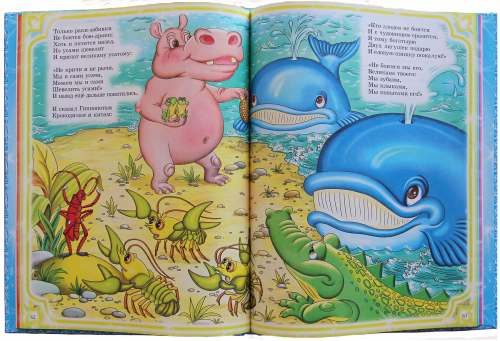 Только раки-забияки
Не боятся бою-драки;
Хоть и пятятся назад,
Но усами шевелят
И кричат великану усатому:
«Не кричи и не рычи,
Мы и сами усачи,
Можем мы и сами
Шевелить усами!»
И назад ещё дальше попятились.
И сказал Гиппопотам
Крокодилам и китам:
62
«Кто злодея не боится
И с чудовищем сразится,
Я тому богатырю
Двух лягушек подарю
И еловую шишку пожалую!»
«Не боимся мы его,
Великана твоего:
Мы зубами,
Мы клыками,
Мы копытами его!»
63